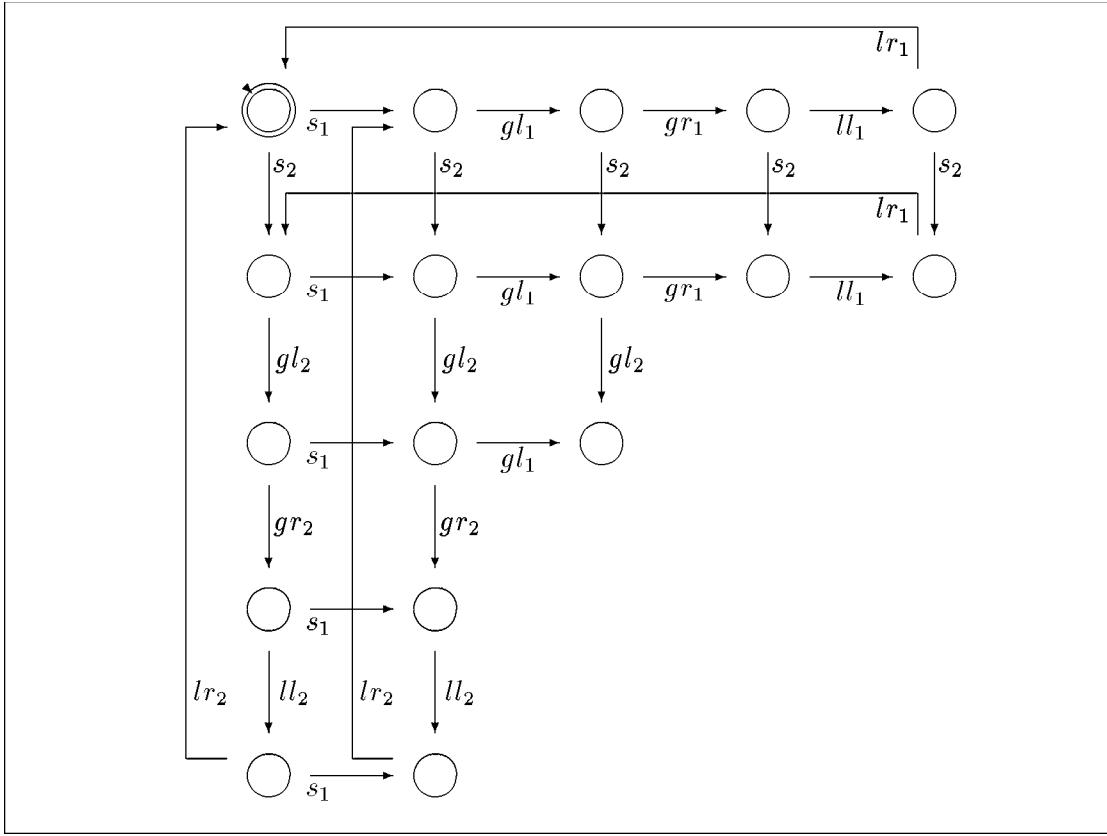 lr₁
s₁ gl₁ gr₁ ll₁
s₂ s₂ s₂ s₂ s₂
lr₁
s₁ gl₁ gr₁ ll₁
gl₂ gl₂ gl₂
s₁ gl₁
gr₂ gr₂
s₁
lr₂ ll₂ lr₂ ll₂
s₁